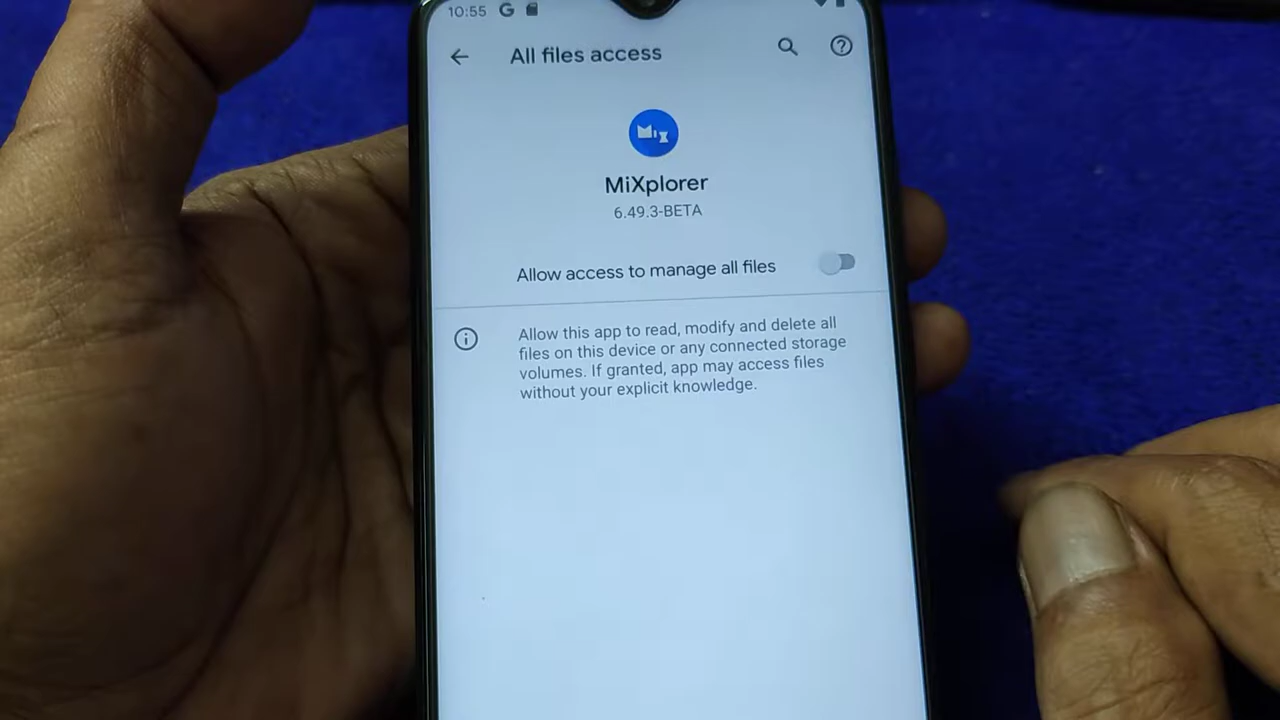 10:55 G
All files access
MiX
MiXplorer
6.49.3-BETA
Allow access to manage all files
Allow this app to read, modify and delete all
files on this device or any connected storage
volumes. If granted, app may access files
without your explicit knowledge.